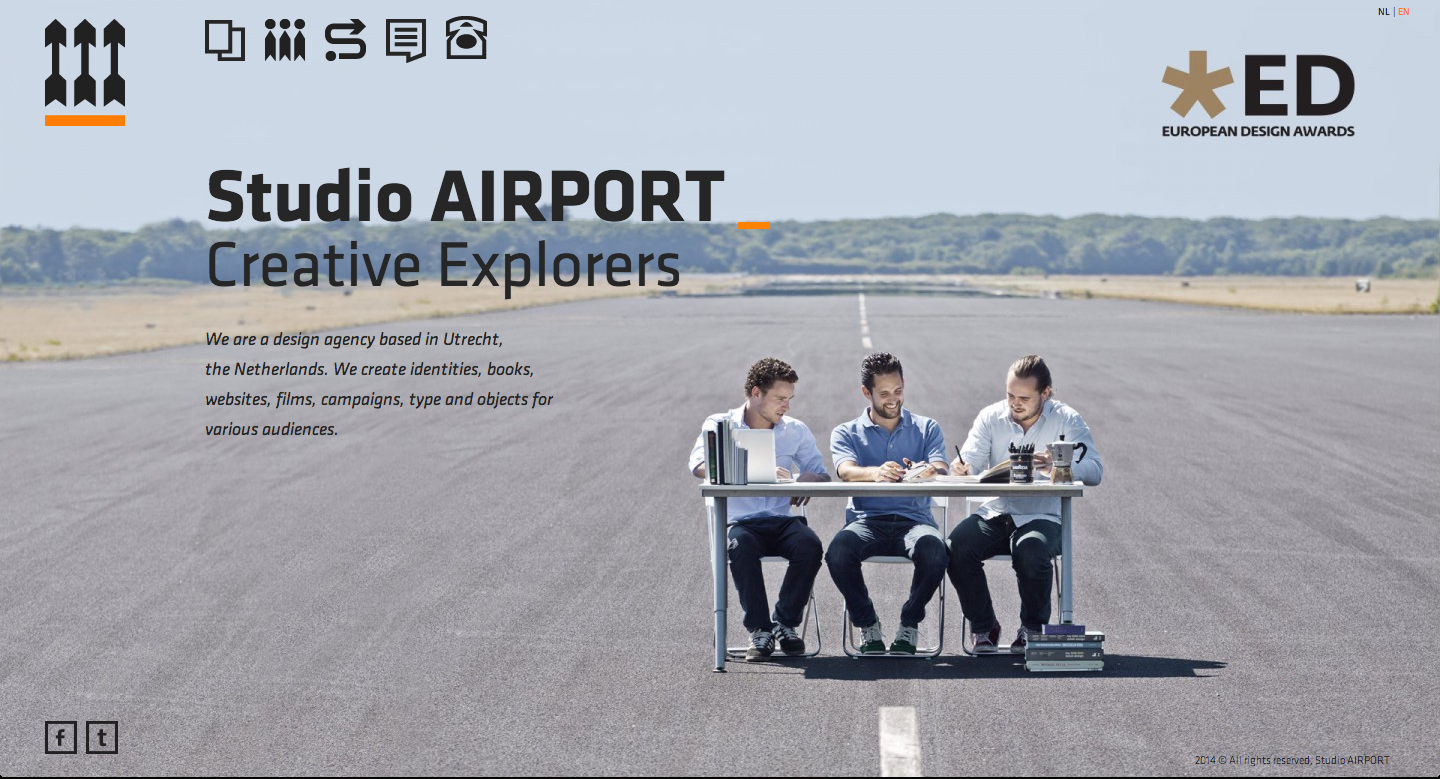 NL | EN
ED
EUROPEAN DESIGN AWARDS
Studio AIRPORT _
Creative Explorers
We are a design agency based in Utrecht,
the Netherlands. We create identities, books,
websites, films, campaigns, type and objects for
various audiences.
f t
2014 © All rights reserved, Studio AIRPORT